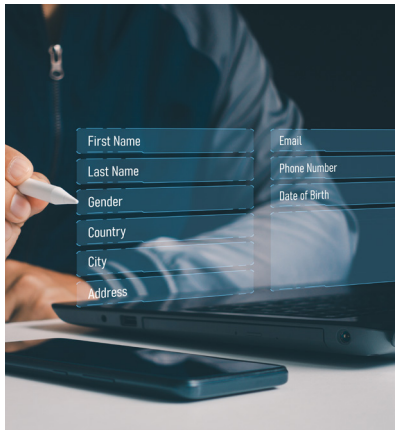 First Name
Last Name
Gender
Country
City
Address
Email
Phone Number
Date of Birth